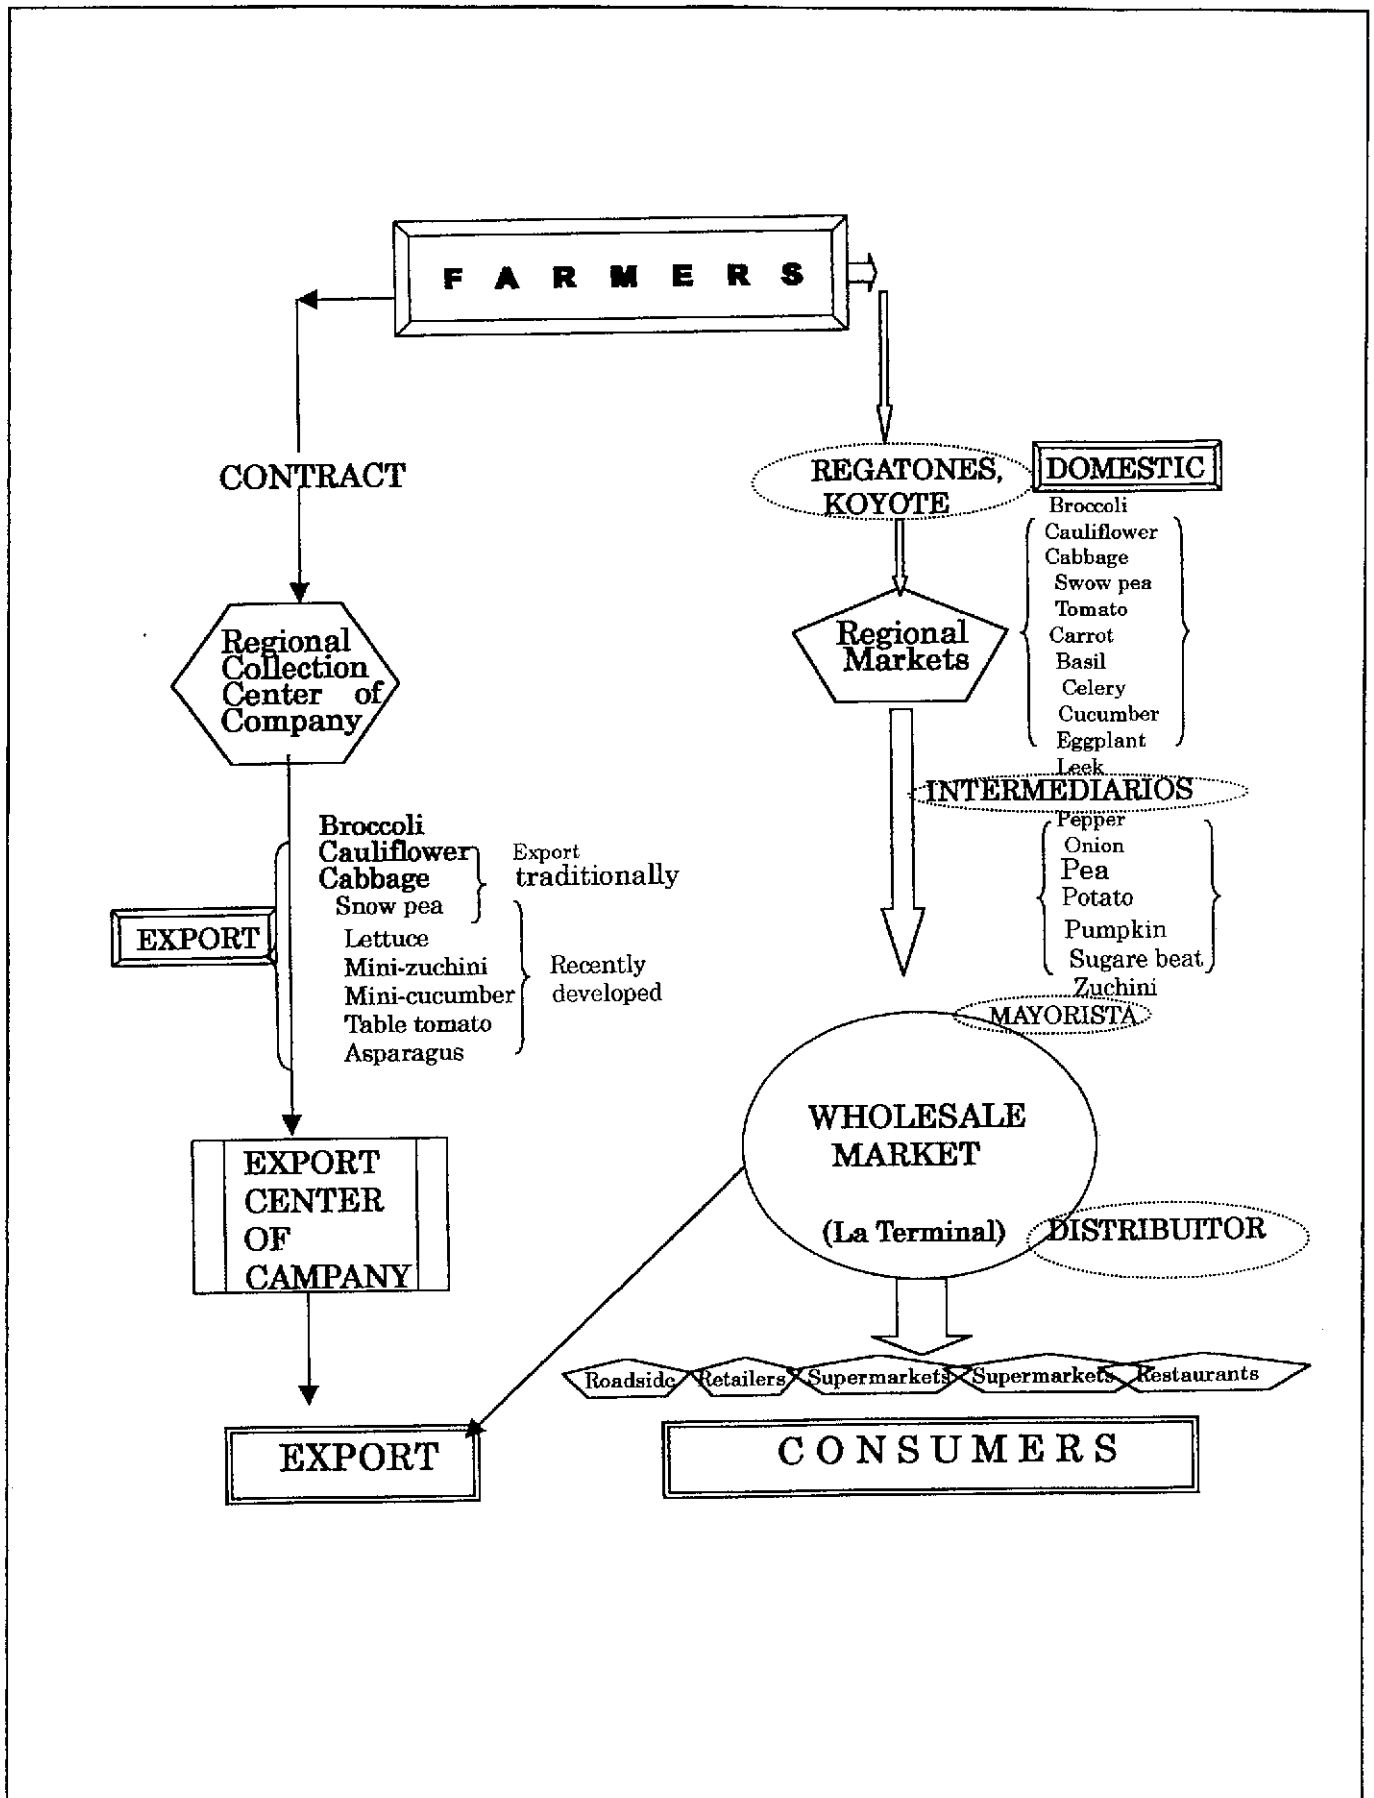 FARMERS
CONTRACT
REGATONES,
KOYOTE
DOMESTIC
Broccoli
Cauliflower
Cabbage
Swow pea
Tomato
Carrot
Basil
Celery
Cucumber
Eggplant
Leek
Regional
Markets
Regional
Collection
Center of
Company
INTERMEDIARIOS
Pepper
Onion
Pea
Potato
Pumpkin
Sugare beat
Zuchini
Broccoli
Cauliflower
Cabbage
Snow pea
Export
traditionally
EXPORT
Lettuce
Mini-zuchini
Mini-cucumber
Table tomato
Asparagus
Recently
developed
MAYORISTA
WHOLESALE
MARKET
(La Terminal)
DISTRIBUITOR
EXPORT
CENTER
OF
CAMPANY
Roadside
Retailers
Supermarkets
Supermarkets
Restaurants
EXPORT
CONSUMERS